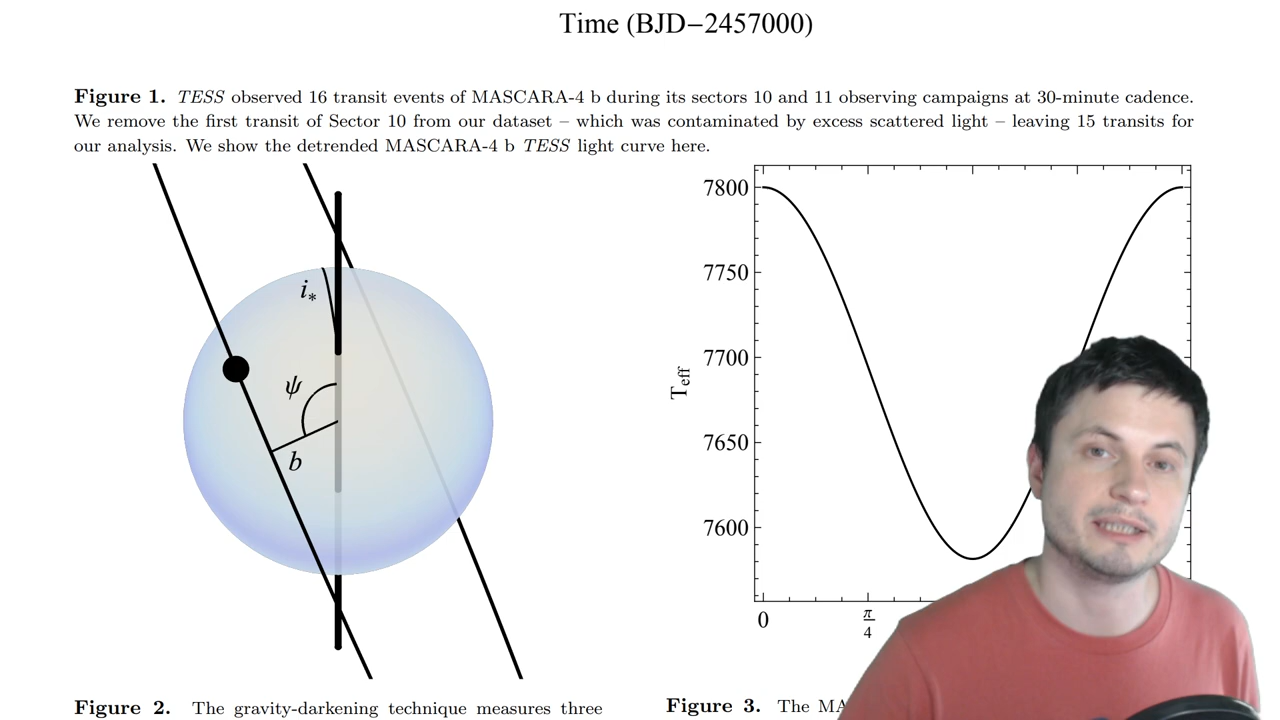 Time (BJD−2457000)
Figure 1. TESS observed 16 transit events of MASCARA-4 b during its sectors 10 and 11 observing campaigns at 30-minute cadence.
We remove the first transit of Sector 10 from our dataset – which was contaminated by excess scattered light – leaving 15 transits for
our analysis. We show the detrended MASCARA-4 b TESS light curve here.
i*
ψ
b
7800
7750
7700
7650
7600
Teff
0
π/4
Figure 2. The gravity-darkening technique measures three
Figure 3. The